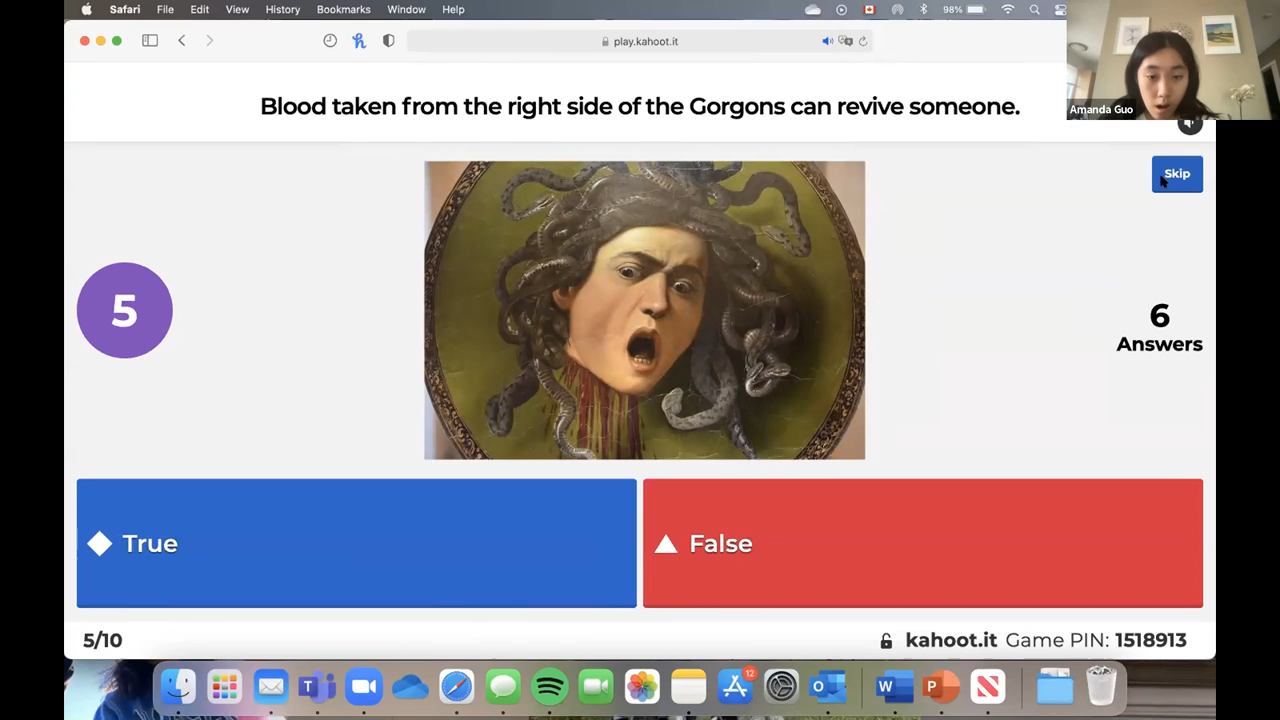 Safari File Edit View History Bookmarks Window Help 98%
play.kahoot.it
Amanda Guo
Blood taken from the right side of the Gorgons can revive someone.
Skip
5
6
Answers
True
False
5/10
kahoot.it Game PIN: 1518913
12